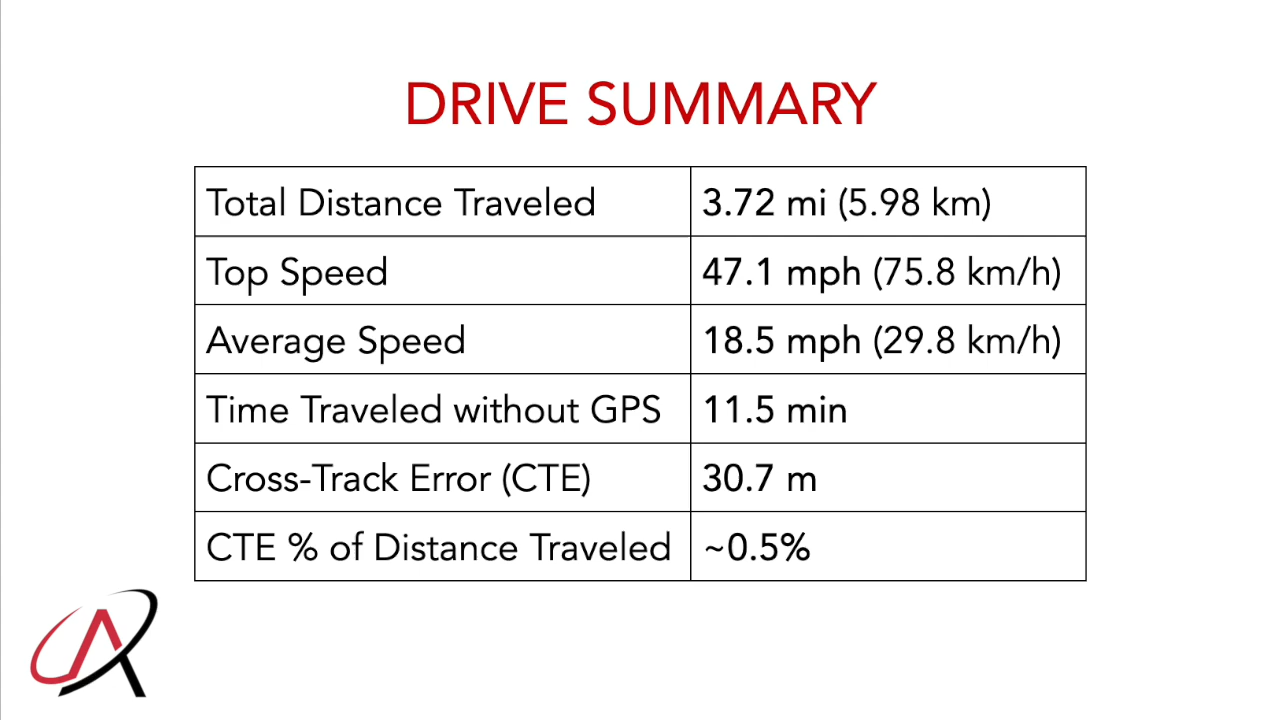 DRIVE SUMMARY
Total Distance Traveled 3.72 mi (5.98 km)
Top Speed 47.1 mph (75.8 km/h)
Average Speed 18.5 mph (29.8 km/h)
Time Traveled without GPS 11.5 min
Cross-Track Error (CTE) 30.7 m
CTE % of Distance Traveled ~0.5%